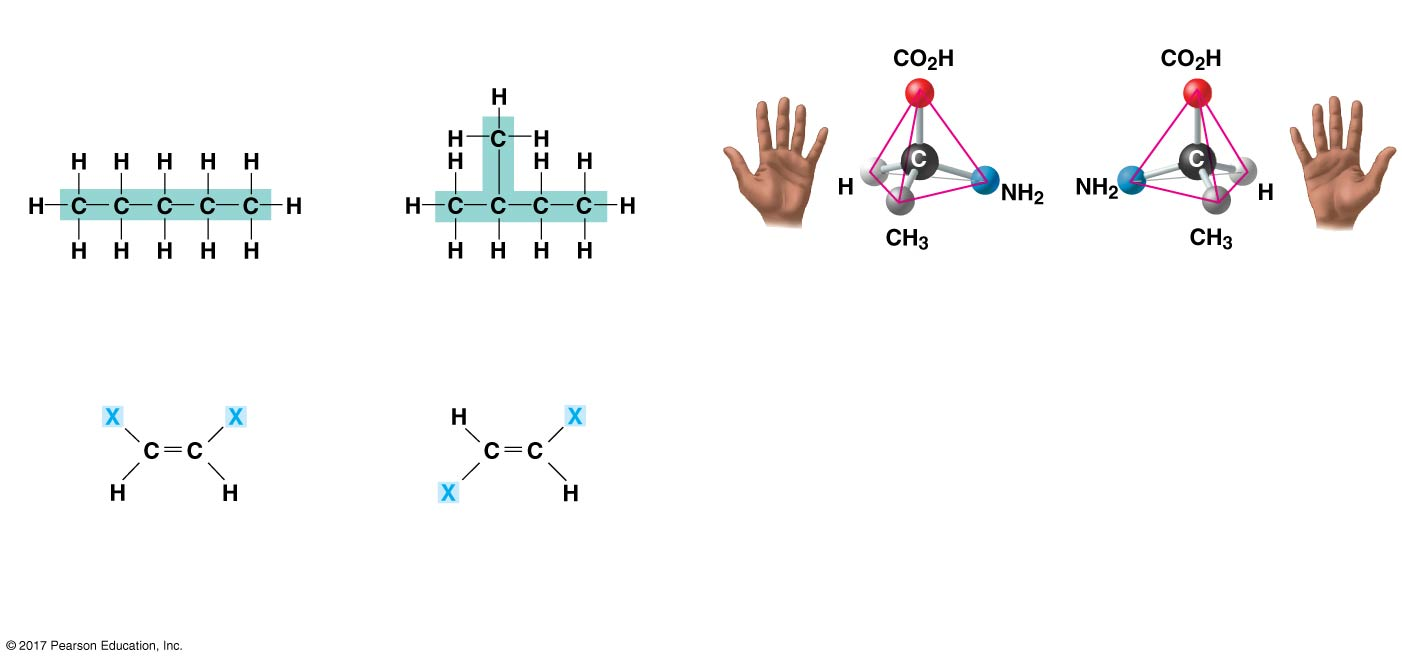 H H H H H
H—C—C—C—C—C—H
H H H H H
H
H—C—H
H H H
H—C—C—C—C—H
H H H H
CO2H
C
H
NH2
CH3
CO2H
C
NH2
H
CH3
X X
C=C
H H
H X
C=C
X H
© 2017 Pearson Education, Inc.